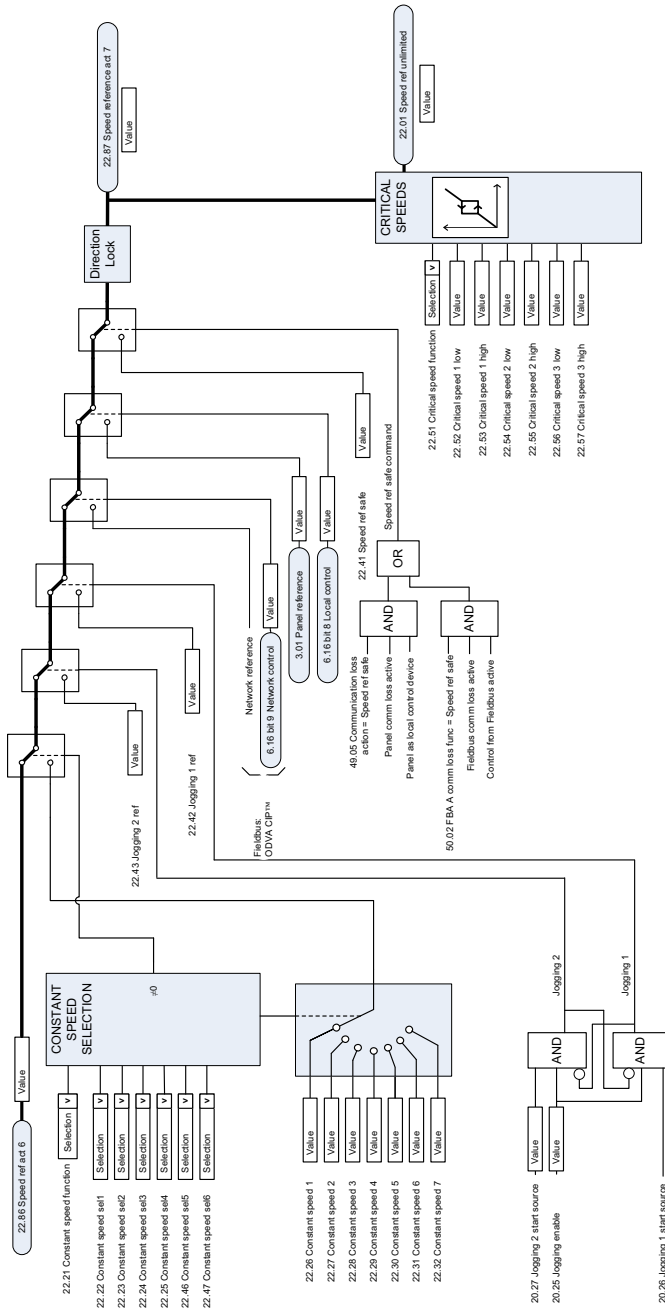 22.86 Speed ref act 6
Value
22.21 Constant speed function
Selection
v
22.22 Constant speed sel1
Selection
v
22.23 Constant speed sel2
Selection
v
22.24 Constant speed sel3
Selection
v
22.25 Constant speed sel4
Selection
v
22.46 Constant speed sel5
Selection
v
22.47 Constant speed sel6
Selection
v
CONSTANT
SPEED
SELECTION
≠0
22.26 Constant speed 1
Value
22.27 Constant speed 2
Value
22.28 Constant speed 3
Value
22.29 Constant speed 4
Value
22.30 Constant speed 5
Value
22.31 Constant speed 6
Value
22.32 Constant speed 7
Value
20.27 Jogging 2 start source
Value
20.25 Jogging enable
Value
20.26 Jogging 1 start source
AND
AND
Jogging 2
Jogging 1
22.43 Jogging 2 ref
Value
22.42 Jogging 1 ref
Value
Fieldbus:
ODVA CIP™
Network reference
6.16 bit 9 Network control
Value
3.01 Panel reference
Value
6.16 bit 8 Local control
Value
22.41 Speed ref safe
Value
49.05 Communication loss
action = Speed ref safe
Panel comm loss active
Panel as local control device
AND
50.02 FBA A comm loss func = Speed ref safe
Fieldbus comm loss active
Control from Fieldbus active
AND
OR
Speed ref safe command
Direction
Lock
22.87 Speed reference act 7
Value
22.51 Critical speed function
Selection
v
22.52 Critical speed 1 low
Value
22.53 Critical speed 1 high
Value
22.54 Critical speed 2 low
Value
22.55 Critical speed 2 high
Value
22.56 Critical speed 3 low
Value
22.57 Critical speed 3 high
Value
CRITICAL
SPEEDS
22.01 Speed ref unlimited
Value